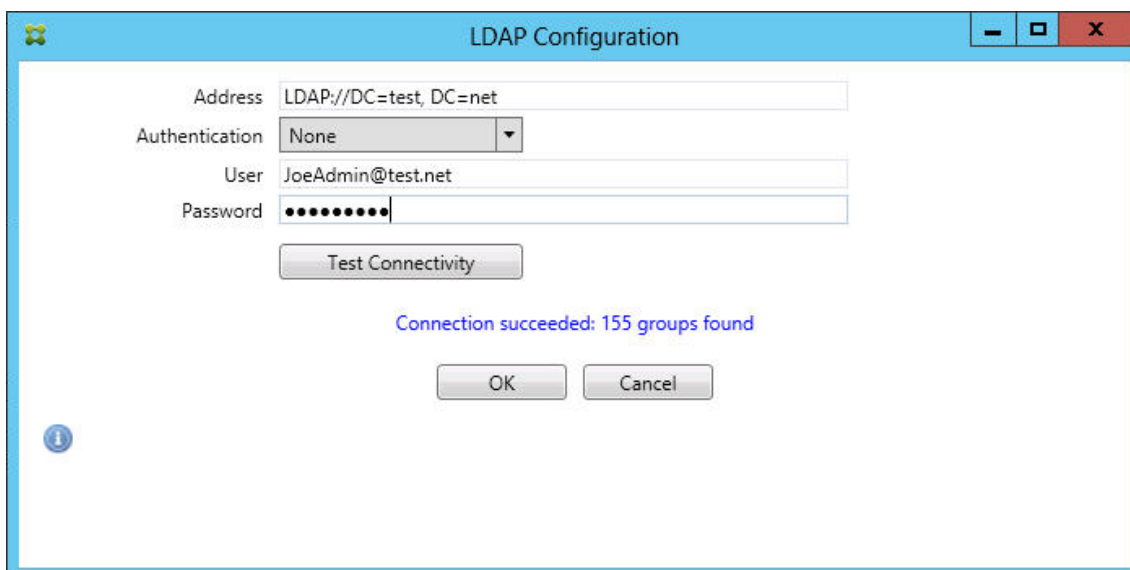 LDAP Configuration
Address LDAP://DC=test, DC=net
Authentication None
User JoeAdmin@test.net
Password •••••••••
Test Connectivity
Connection succeeded: 155 groups found
OK Cancel